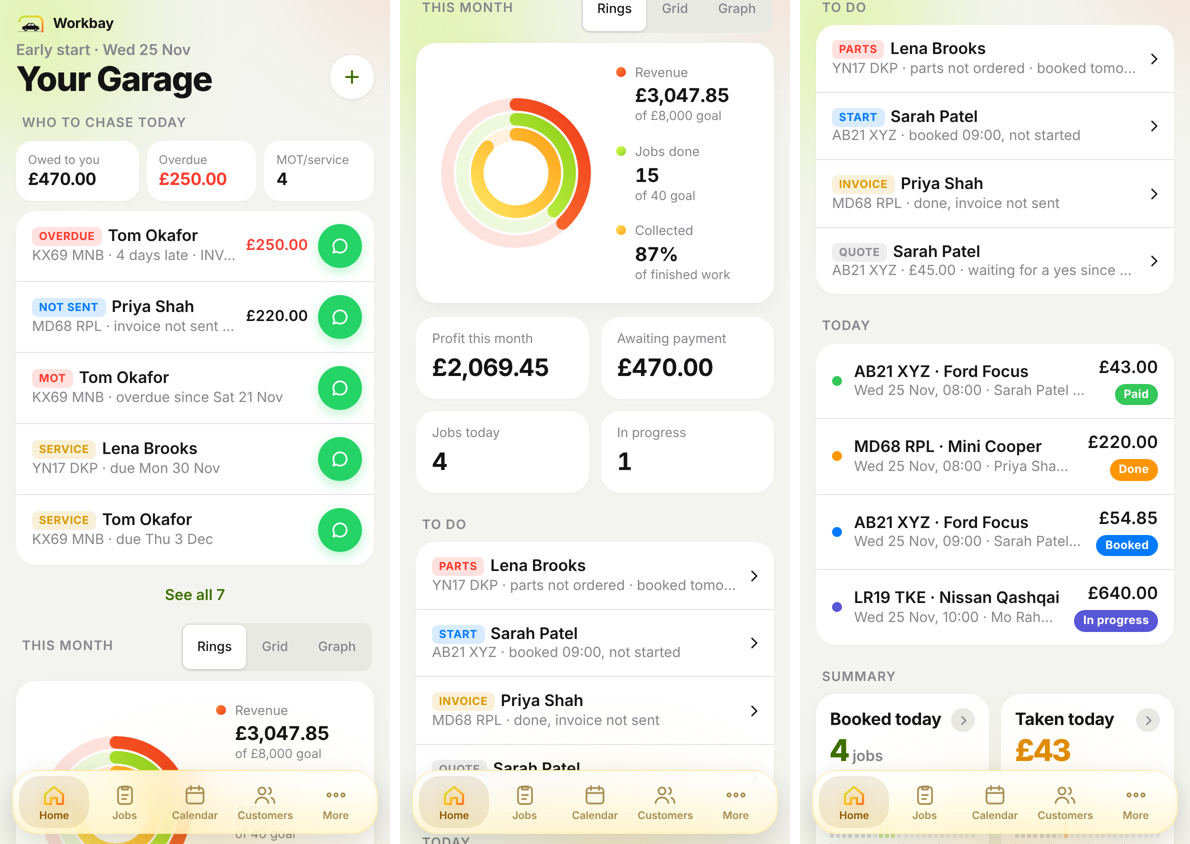 Workbay
Early start · Wed 25 Nov
Your Garage
WHO TO CHASE TODAY
Owed to you
£470.00
Overdue
£250.00
MOT/service
4
OVERDUE Tom Okafor
KX69 MNB · 4 days late · INV...
£250.00
NOT SENT Priya Shah
MD68 RPL · invoice not sent ...
£220.00
MOT Tom Okafor
KX69 MNB · overdue since Sat 21 Nov
SERVICE Lena Brooks
YN17 DKP · due Mon 30 Nov
SERVICE Tom Okafor
KX69 MNB · due Thu 3 Dec
See all 7
THIS MONTH
Rings Grid Graph
Revenue
£3,047.85
of £8,000 goal
of 40 goal
Home Jobs Calendar Customers More
THIS MONTH
Rings Grid Graph
Revenue
£3,047.85
of £8,000 goal
Jobs done
15
of 40 goal
Collected
87%
of finished work
Profit this month
£2,069.45
Awaiting payment
£470.00
Jobs today
4
In progress
1
TO DO
PARTS Lena Brooks
YN17 DKP · parts not ordered · booked tomo...
START Sarah Patel
AB21 XYZ · booked 09:00, not started
INVOICE Priya Shah
MD68 RPL · done, invoice not sent
QUOTE Sarah Patel
Home Jobs Calendar Customers More
TODAY
TO DO
PARTS Lena Brooks
YN17 DKP · parts not ordered · booked tomo...
START Sarah Patel
AB21 XYZ · booked 09:00, not started
INVOICE Priya Shah
MD68 RPL · done, invoice not sent
QUOTE Sarah Patel
AB21 XYZ · £45.00 · waiting for a yes since ...
TODAY
AB21 XYZ · Ford Focus
Wed 25 Nov, 08:00 · Sarah Patel ...
£43.00
Paid
MD68 RPL · Mini Cooper
Wed 25 Nov, 08:00 · Priya Sha...
£220.00
Done
AB21 XYZ · Ford Focus
Wed 25 Nov, 09:00 · Sarah Patel...
£54.85
Booked
LR19 TKE · Nissan Qashqai
Wed 25 Nov, 10:00 · Mo Rah...
£640.00
In progress
SUMMARY
Booked today
4 jobs
Taken today
£43
Home Jobs Calendar Customers More